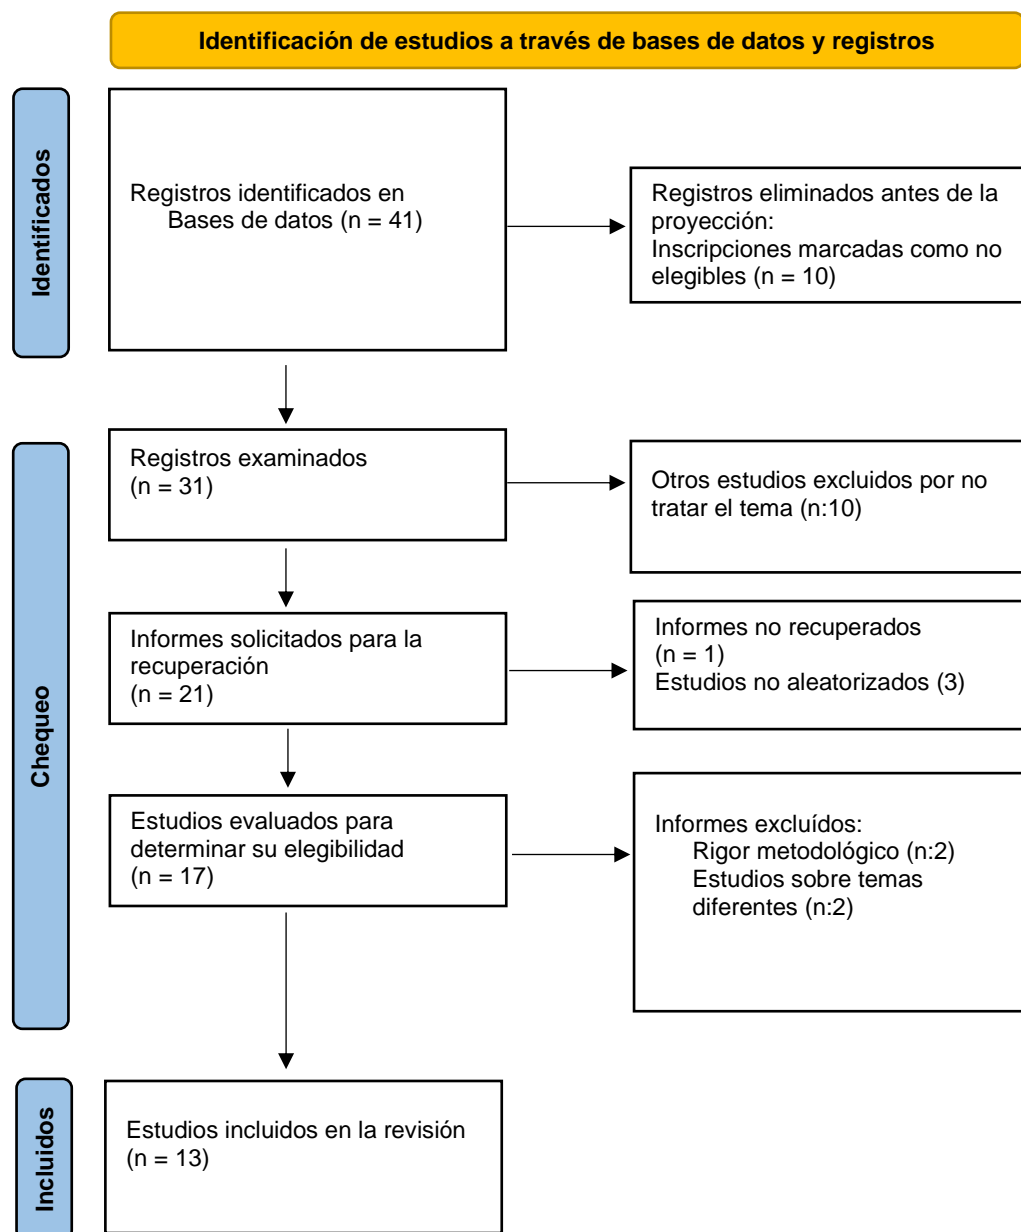 Identificación de estudios a través de bases de datos y registros
Identificados
Registros identificados en
Bases de datos (n = 41)
Registros eliminados antes de la
proyección:
Inscripciones marcadas como no
elegibles (n = 10)
Chequeo
Registros examinados
(n = 31)
Otros estudios excluidos por no
tratar el tema (n:10)
Informes solicitados para la
recuperación
(n = 21)
Informes no recuperados
(n = 1)
Estudios no aleatorizados (3)
Estudios evaluados para
determinar su elegibilidad
(n = 17)
Informes excluídos:
Rigor metodológico (n:2)
Estudios sobre temas
diferentes (n:2)
Incluidos
Estudios incluidos en la revisión
(n = 13)